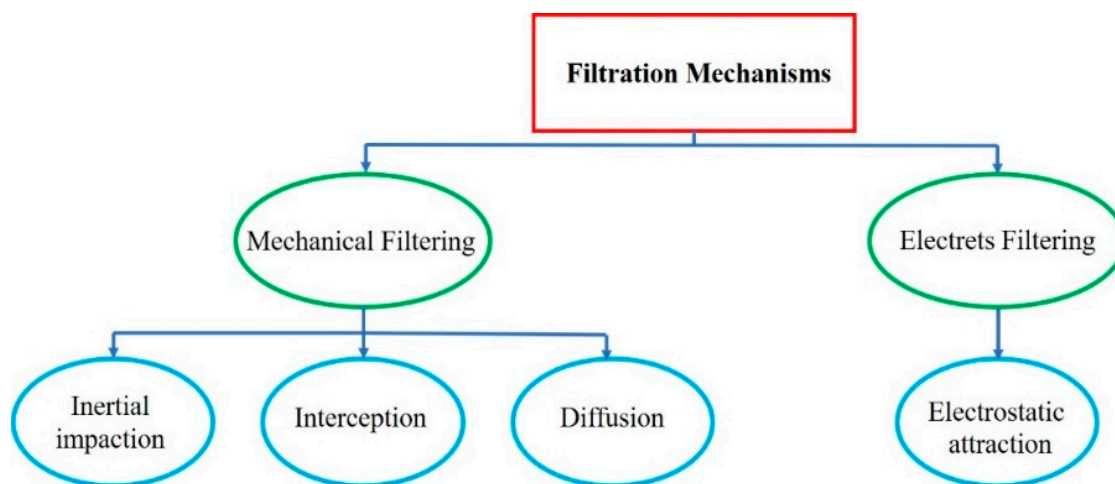 Filtration Mechanisms
Mechanical Filtering
Electrets Filtering
Inertial
impaction
Interception
Diffusion
Electrostatic
attraction